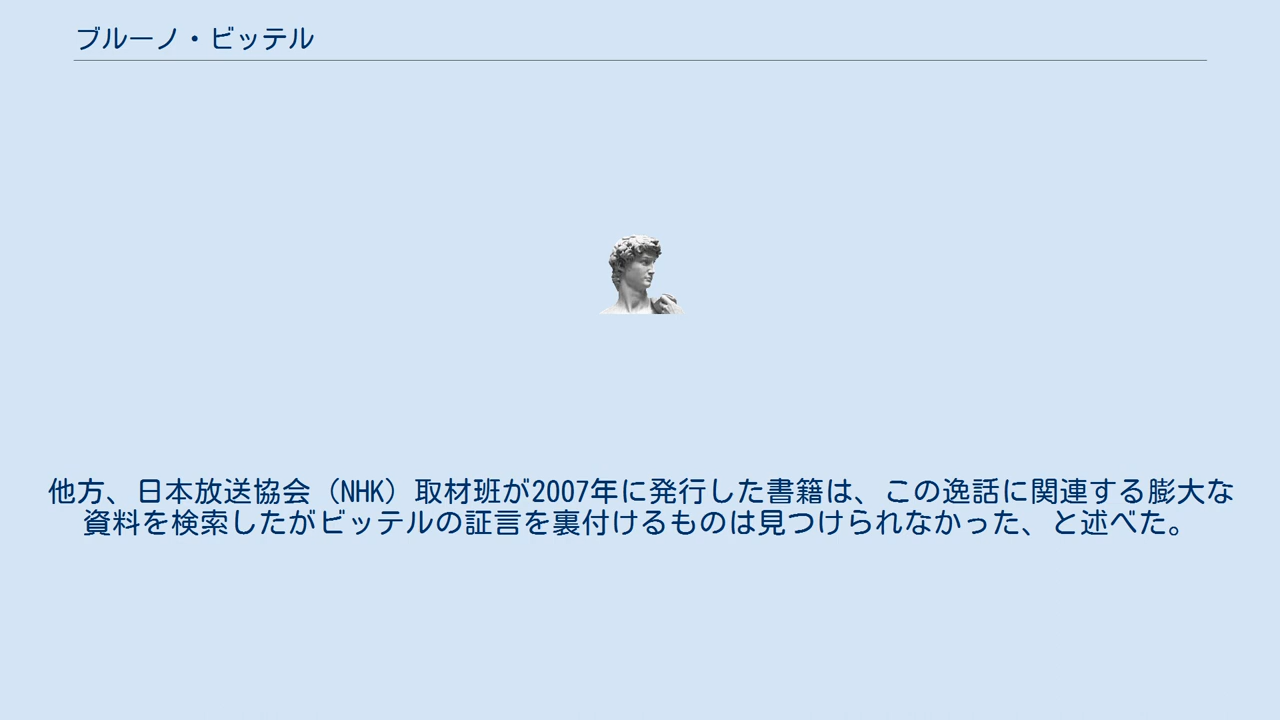 ブルーノ・ビッテル
他方、日本放送協会（NHK）取材班が2007年に発行した書籍は、この逸話に関連する膨大な
資料を検索したがビッテルの証言を裏付けるものは見つけられなかった、と述べた。